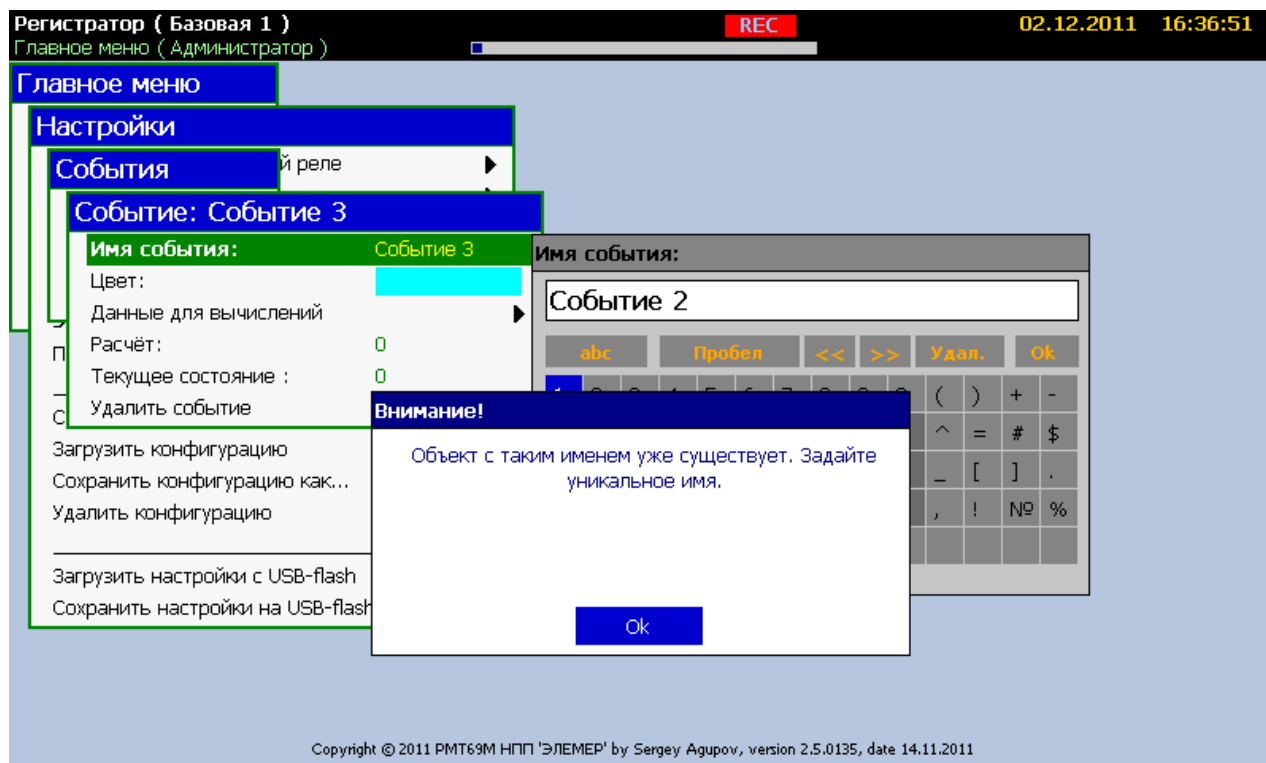 Регистратор ( Базовая 1 )
REC
02.12.2011 16:36:51
Главное меню ( Администратор )
Главное меню
Настройки
й реле
События
Событие: Событие 3
Имя события: Событие 3
Цвет:
Данные для вычислений
Расчёт: 0
Текущее состояние : 0
Удалить событие
П
С
Загрузить конфигурацию
Сохранить конфигурацию как...
Удалить конфигурацию
Загрузить настройки с USB-flash
Сохранить настройки на USB-flash
Имя события:
Событие 2
abc Пробел << >> Удал. Ok
( ) + -
^ = # $
_ [ ] .
, ! № %
Внимание!
Объект с таким именем уже существует. Задайте
уникальное имя.
Ok
Copyright © 2011 РМТ69М НПП 'ЭЛЕМЕР' by Sergey Agupov, version 2.5.0135, date 14.11.2011